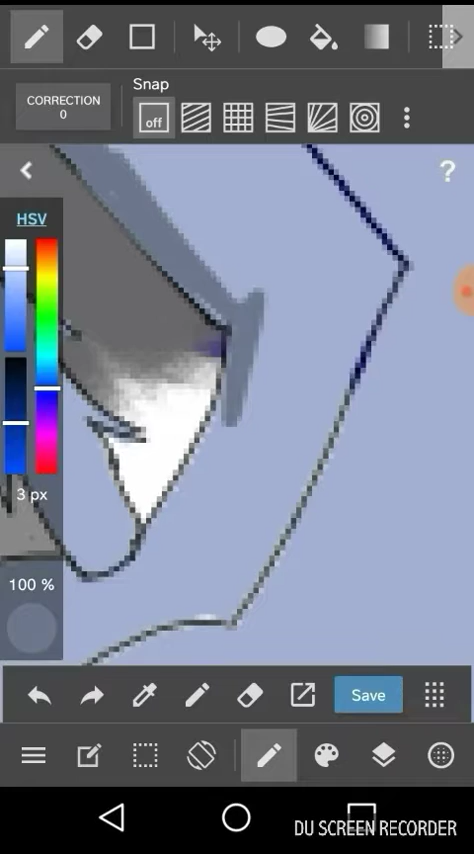 Snap
CORRECTION
0
off
?
HSV
3 px
100 %
Save
DU SCREEN RECORDER